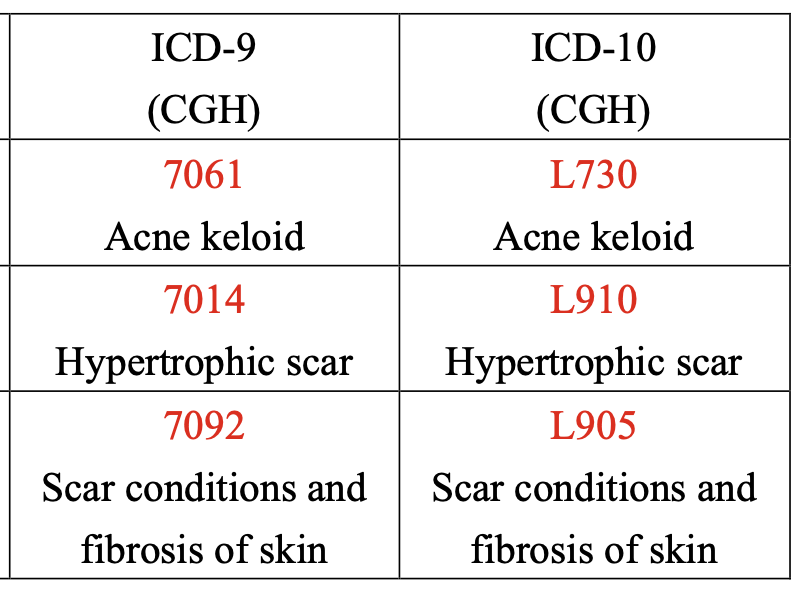 ICD-9
(CGH)
ICD-10
(CGH)
7061
Acne keloid
L730
Acne keloid
7014
Hypertrophic scar
L910
Hypertrophic scar
7092
Scar conditions and
fibrosis of skin
L905
Scar conditions and
fibrosis of skin